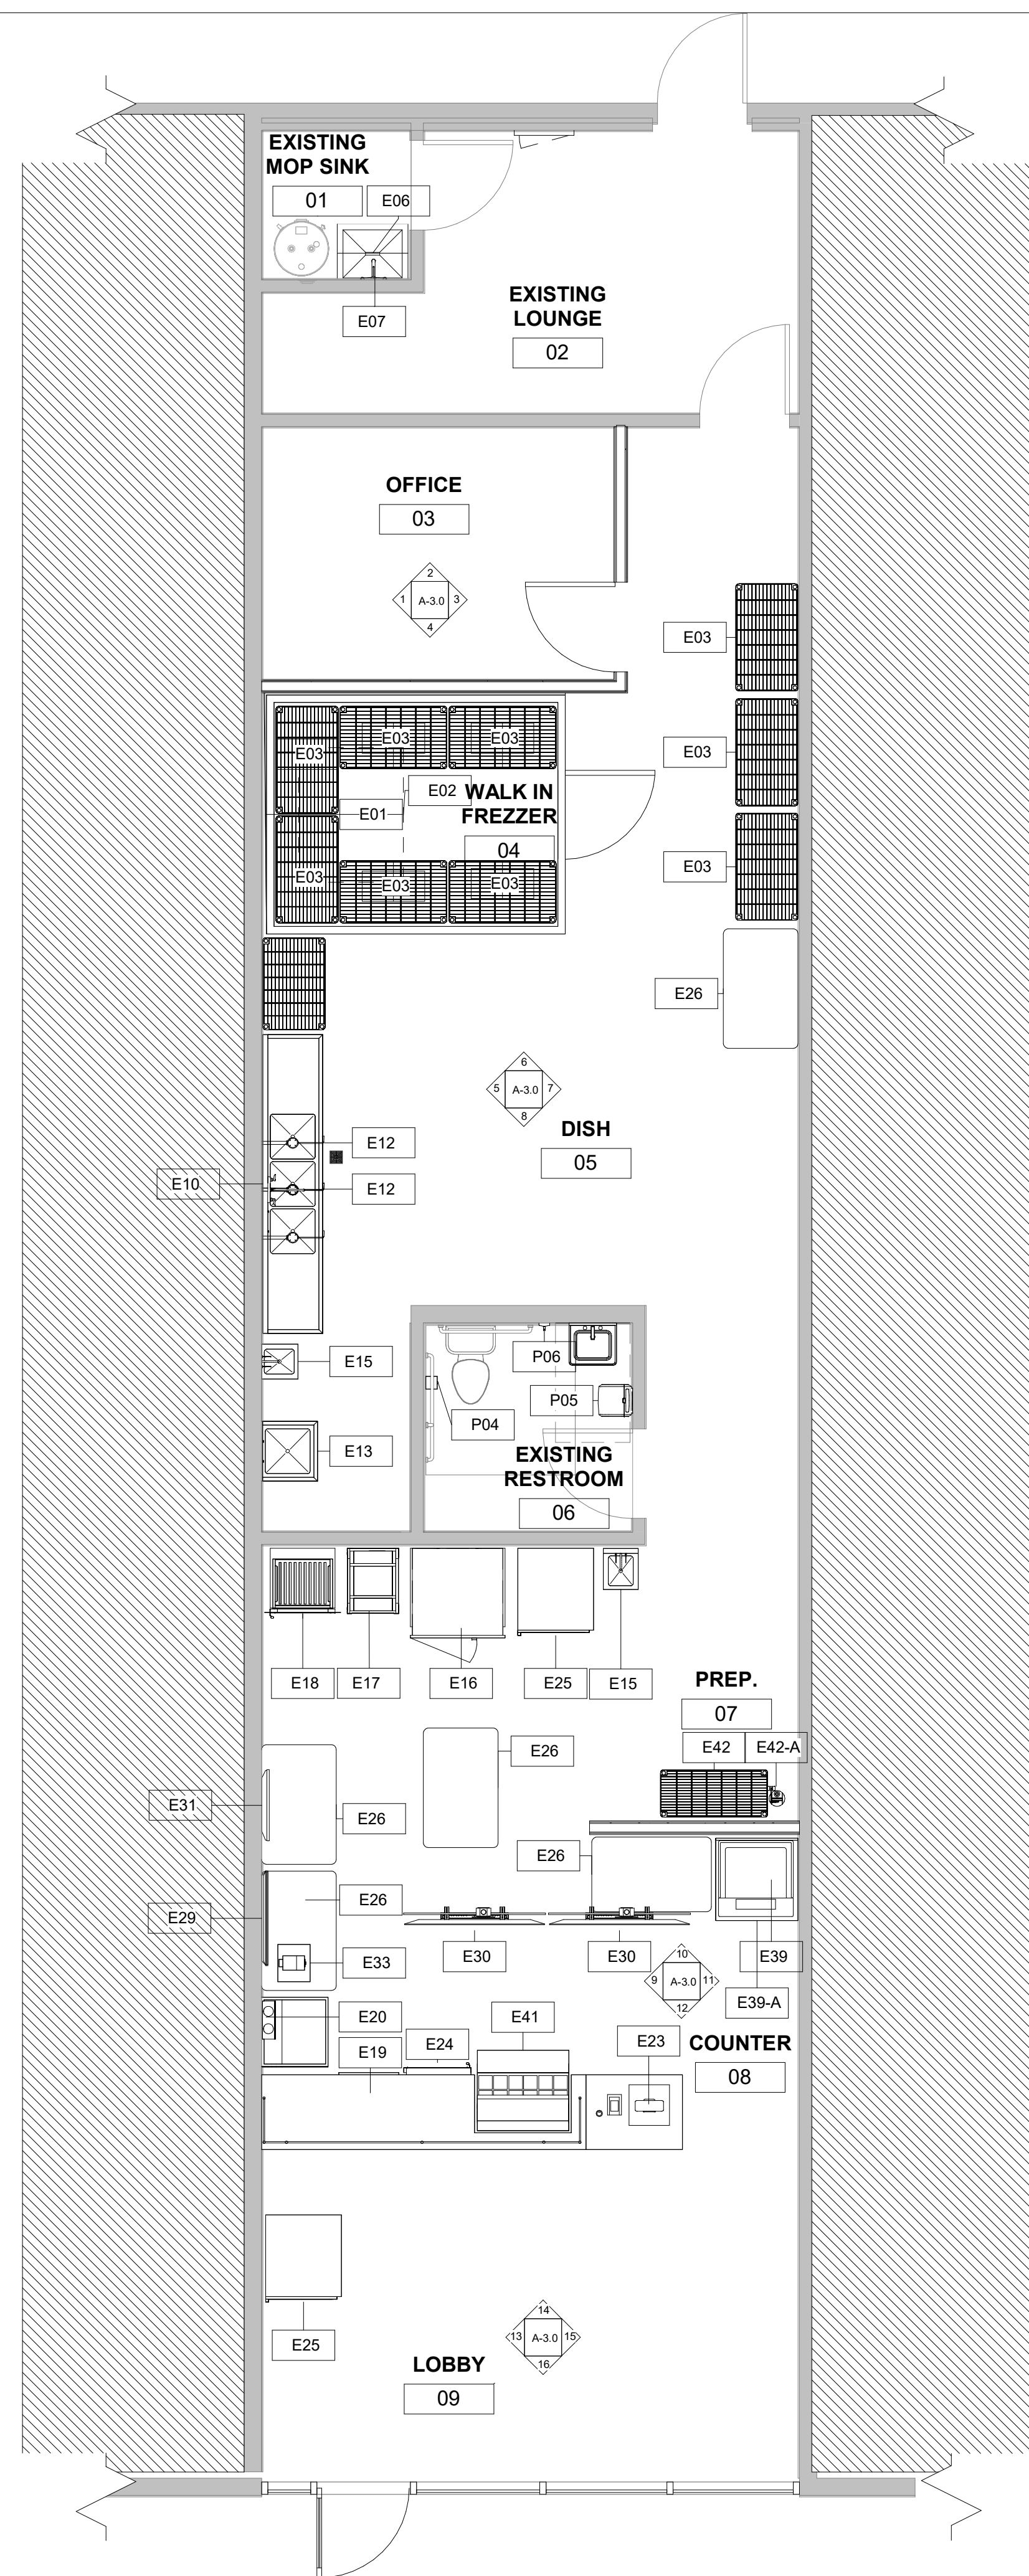 EXISTING
MOP SINK
01
E06
E07
EXISTING
LOUNGE
02
OFFICE
03
2
1
A-3.0
3
4
E03
E03
E03
E03
E03
E02
WALK IN
E01
FREZZER
04
E03
E03
E03
E03
E26
6
5
A-3.0
7
8
DISH
05
E12
E10
E12
P06
E15
P05
P04
E13
EXISTING
RESTROOM
06
E18
E17
E16
E25
E15
PREP.
07
E42
E42-A
E26
E31
E26
E26
E26
E29
E30
E30
E39
10
E33
9
A-3.0
11
12
E39-A
E20
E41
E19
E24
E23
COUNTER
08
14
13
A-3.0
15
16
E25
LOBBY
09